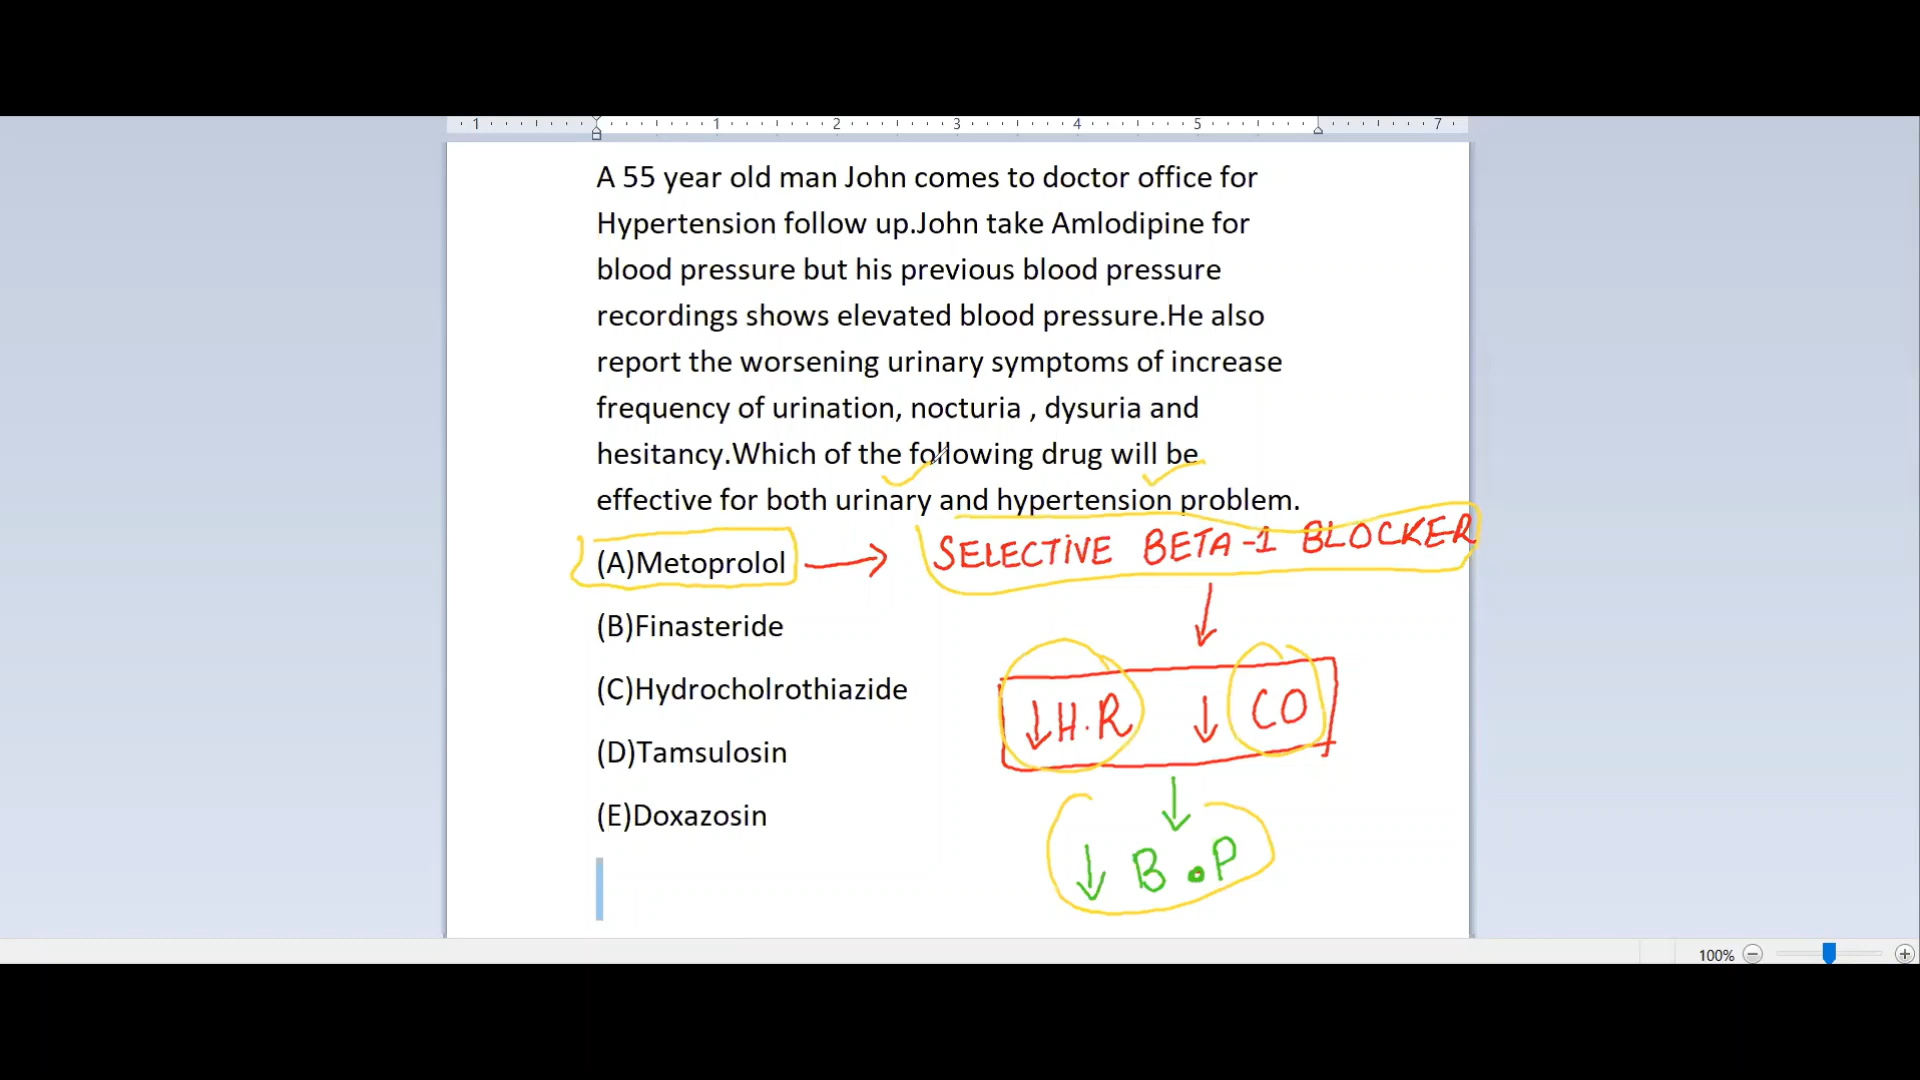 1 1 2 3 4 5 7
A 55 year old man John comes to doctor office for
Hypertension follow up.John take Amlodipine for
blood pressure but his previous blood pressure
recordings shows elevated blood pressure.He also
report the worsening urinary symptoms of increase
frequency of urination, nocturia , dysuria and
hesitancy.Which of the following drug will be
effective for both urinary and hypertension problem.
(A)Metoprolol → SELECTIVE BETA-1 BLOCKER
(B)Finasteride
(C)Hydrocholrothiazide
↓H.R ↓ CO
(D)Tamsulosin
(E)Doxazosin
↓ B.P
100%